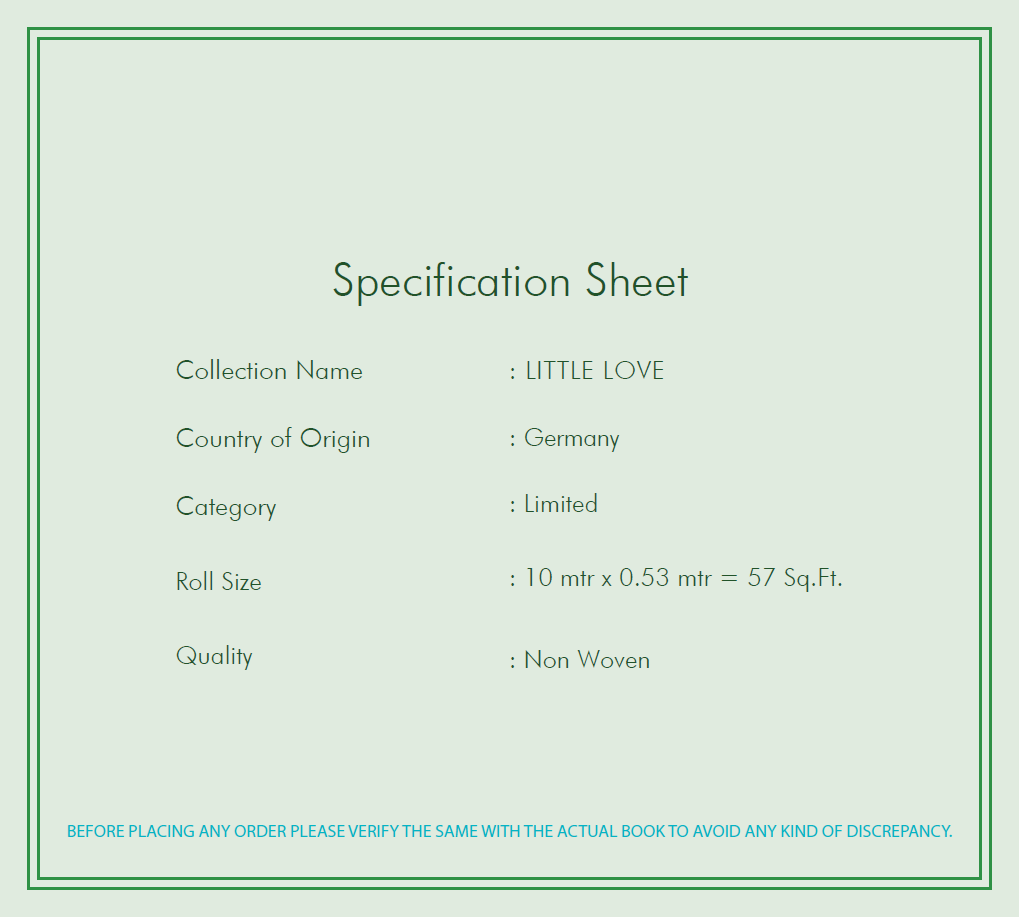 Specification Sheet
Collection Name : LITTLE LOVE
Country of Origin : Germany
Category : Limited
Roll Size : 10 mtr x 0.53 mtr = 57 Sq.Ft.
Quality : Non Woven
BEFORE PLACING ANY ORDER PLEASE VERIFY THE SAME WITH THE ACTUAL BOOK TO AVOID ANY KIND OF DISCREPANCY.